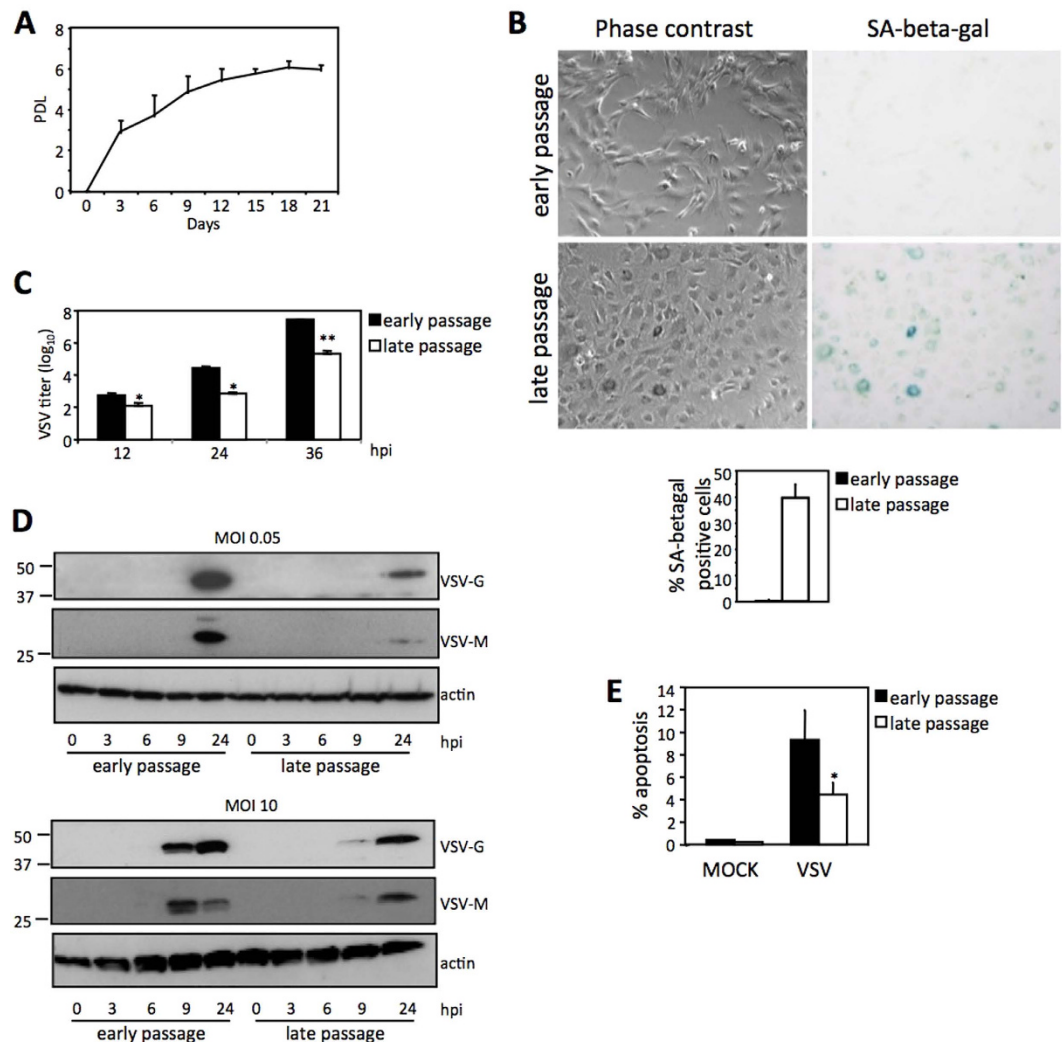 A
8
6
4
2
0
PDL
0 3 6 9 12 15 18 21
Days
B
Phase contrast SA-beta-gal
early passage
late passage
C
8
6
4
2
0
VSV titer (log10)
early passage
late passage
* * **
12 24 36 hpi
50
40
30
20
10
0
% SA-betagal
positive cells
early passage
late passage
D
MOI 0.05
50
37
VSV-G
25
VSV-M
actin
0 3 6 9 24 0 3 6 9 24 hpi
early passage late passage
MOI 10
50
37
VSV-G
25
VSV-M
actin
0 3 6 9 24 0 3 6 9 24 hpi
early passage late passage
E
14
12
10
8
6
4
2
0
% apoptosis
early passage
late passage
*
MOCK VSV